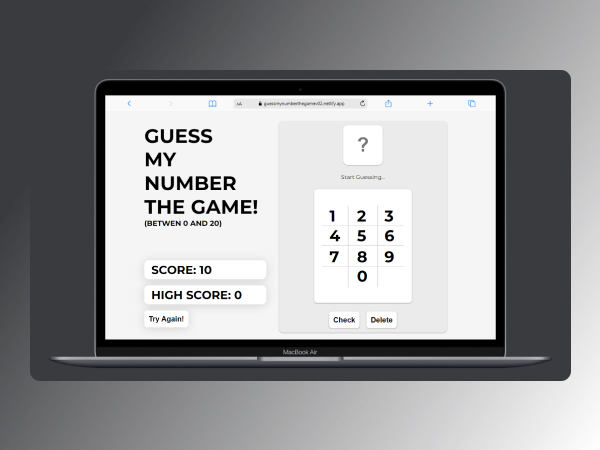 AA guessmynumberthegamev02.netlify.app
GUESS
MY
NUMBER
THE GAME!
(BETWEN 0 AND 20)
SCORE: 10
HIGH SCORE: 0
Try Again!
?
Start Guessing...
1 2 3
4 5 6
7 8 9
0
Check Delete
MacBook Air